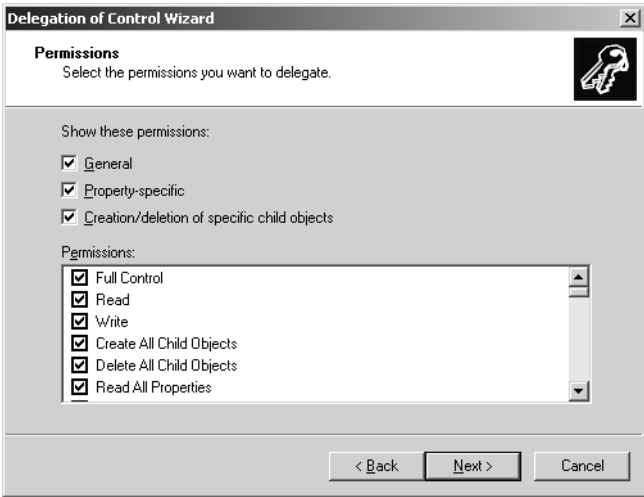 Delegation of Control Wizard
Permissions
Select the permissions you want to delegate.
Show these permissions:
General
Property-specific
Creation/deletion of specific child objects
Permissions:
Full Control
Read
Write
Create All Child Objects
Delete All Child Objects
Read All Properties
< Back Next > Cancel